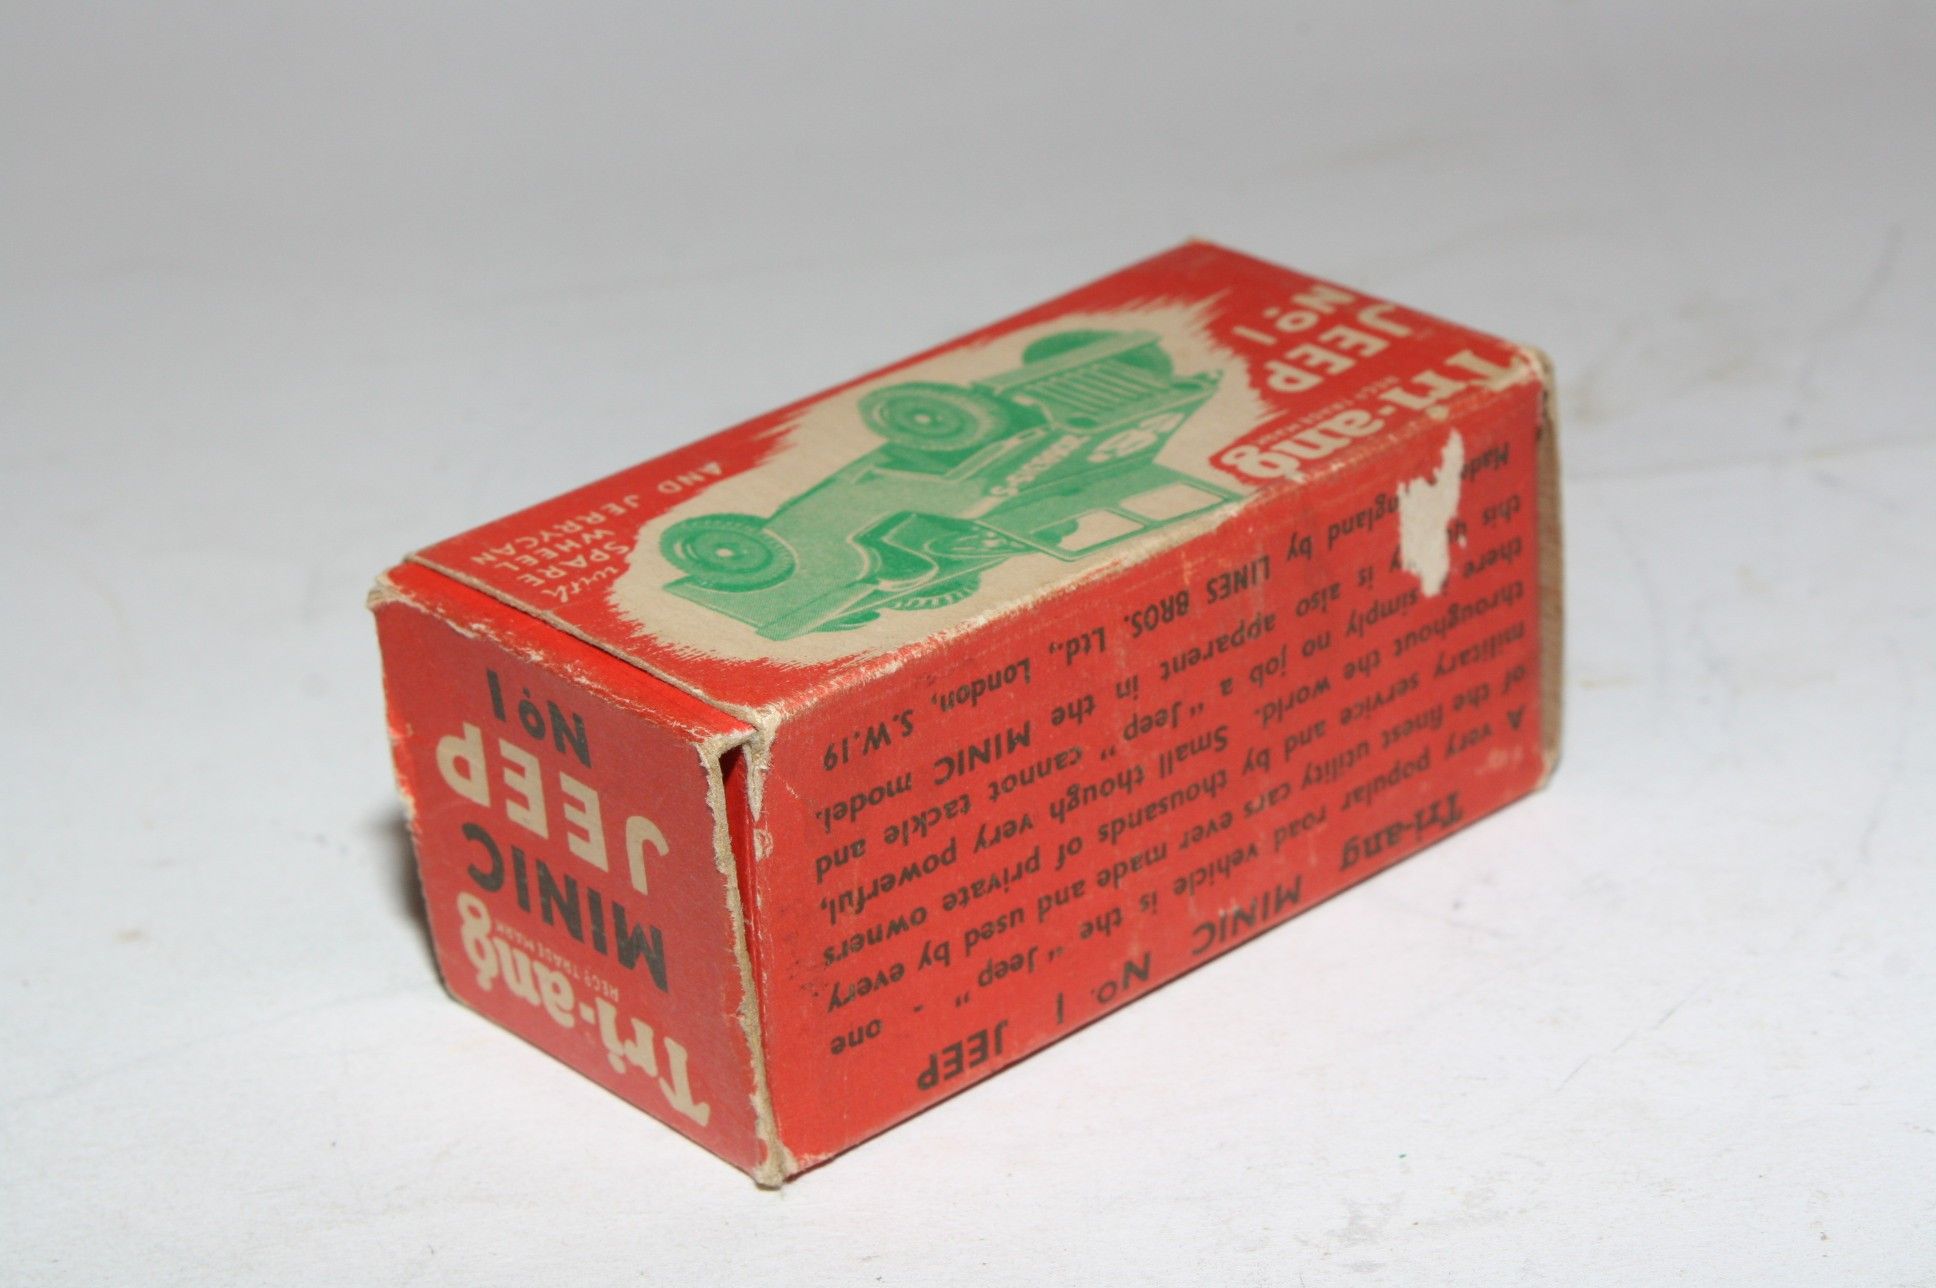 Tri-ang
REGD TRADE MARK
JEEP
No 1
with
SPARE
WHEEL
AND JERRYCAN
Tri-ang
REGD TRADE MARK
MINIC
JEEP
No 1
Tri-ang MINIC No. 1 JEEP
A very popular road vehicle is the "Jeep" - one
of the finest utility cars ever made and used by every
military service and by thousands of private owners
throughout the world. Small though very powerful,
there is simply no job a "Jeep" cannot tackle and
this is also apparent in the MINIC model.
Made England by LINES BROS. Ltd., London, S.W.19